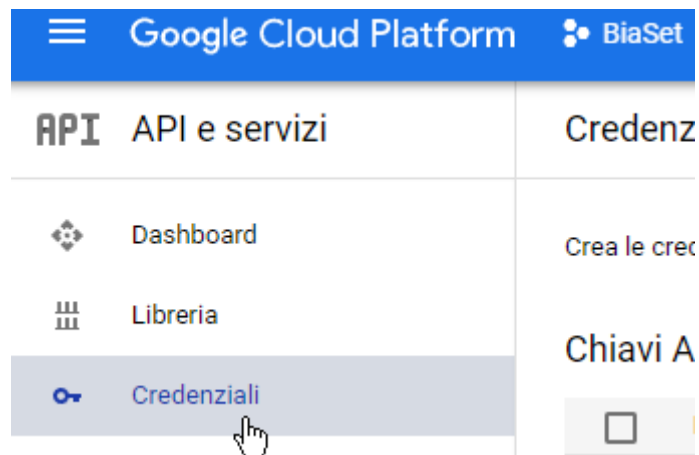 Google Cloud Platform BiaSet
API API e servizi
Credenz
Dashboard
Libreria
Credenziali
Crea le cred
Chiavi A